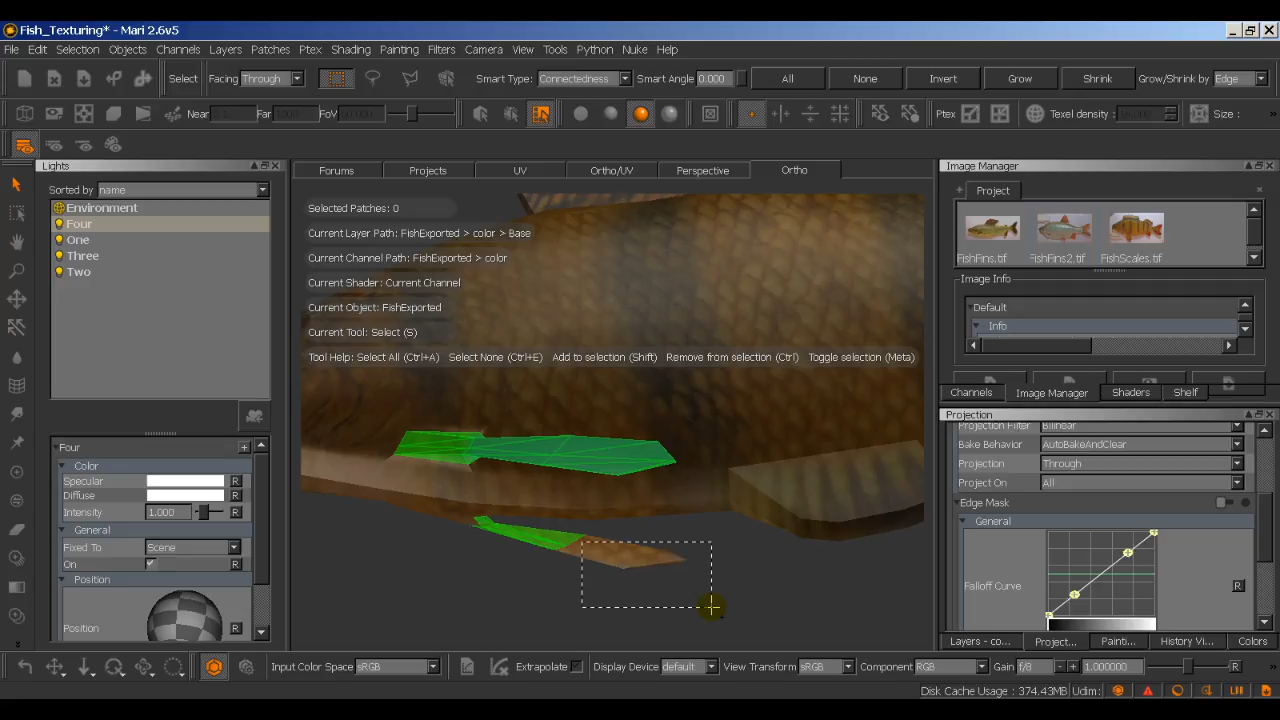 Fish_Texturing* - Mari 2.6v5
File Edit Selection Objects Channels Layers Patches Ptex Shading Painting Filters Camera View Tools Python Nuke Help
Select Facing Through Smart Type: Connectedness Smart Angle 0.000 All None Invert Grow Shrink Grow/Shrink by Edge
Near Far FoV Ptex Texel density: Size :
Lights
Sorted by name
Environment
Four
One
Three
Two
Four
Color
Specular R
Diffuse R
Intensity 1.000 R
General
Fixed To Scene R
On R
Position
Position R
Forums Projects UV Ortho/UV Perspective Ortho
Selected Patches: 0
Current Layer Path: FishExported > color > Base
Current Channel Path: FishExported > color
Current Shader: Current Channel
Current Object: FishExported
Current Tool: Select (S)
Tool Help: Select All (Ctrl+A) Select None (Ctrl+E) Add to selection (Shift) Remove from selection (Ctrl) Toggle selection (Meta)
Image Manager
Project
FishFins.tif FishFins2.tif FishScales.tif
Image Info
Default
Info
Channels Image Manager Shaders Shelf
Projection
Projection Filter Bilinear
Bake Behavior AutoBakeAndClear
Projection Through
Project On All
Edge Mask
General
Falloff Curve R
Layers - co... Project... Painti... History Vi... Colors
Input Color Space sRGB Extrapolate Display Device default View Transform sRGB Component RGB Gain f/8 - + 1.000000 R
Disk Cache Usage : 374.43MB Udim: